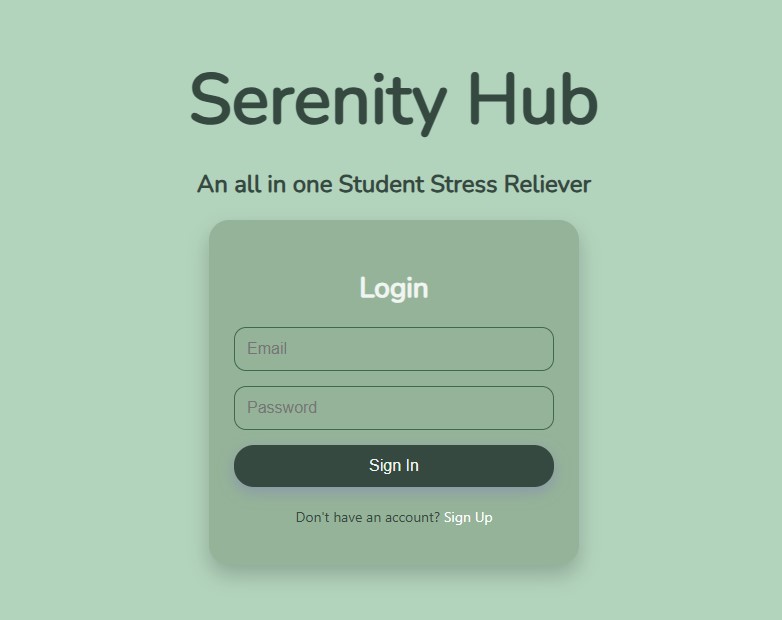 Serenity Hub
An all in one Student Stress Reliever
Login
Email
Password
Sign In
Don't have an account? Sign Up